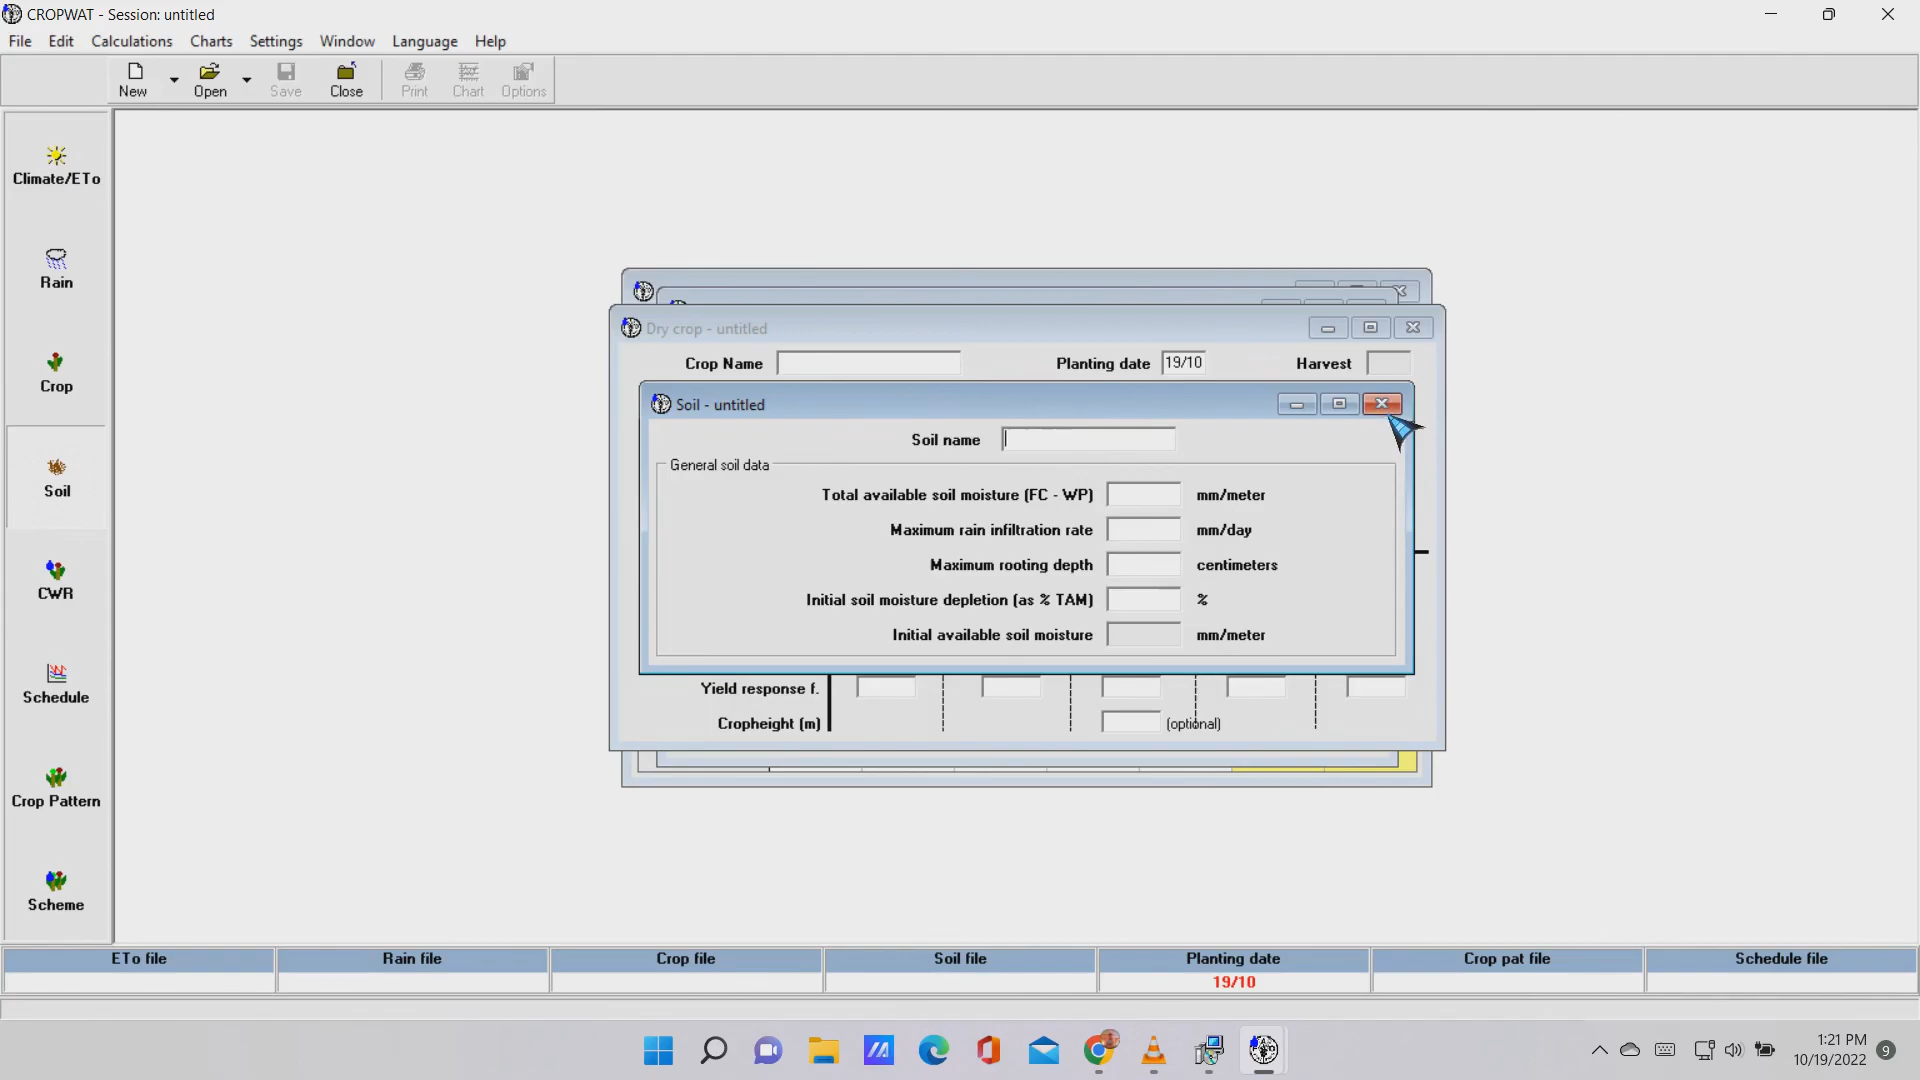 CROPWAT - Session: untitled
File Edit Calculations Charts Settings Window Language Help
New Open Save Close Print Chart Options
Climate/ETo
Rain
Crop
Soil
CWR
Schedule
Crop Pattern
Scheme
Dry crop - untitled
Crop Name Planting date 19/10 Harvest
Soil - untitled
Soil name
General soil data
Total available soil moisture (FC - WP) mm/meter
Maximum rain infiltration rate mm/day
Maximum rooting depth centimeters
Initial soil moisture depletion (as % TAM) %
Initial available soil moisture mm/meter
Yield response f.
Cropheight (m) (optional)
ETo file Rain file Crop file Soil file Planting date Crop pat file Schedule file
19/10
1:21 PM
10/19/2022 9